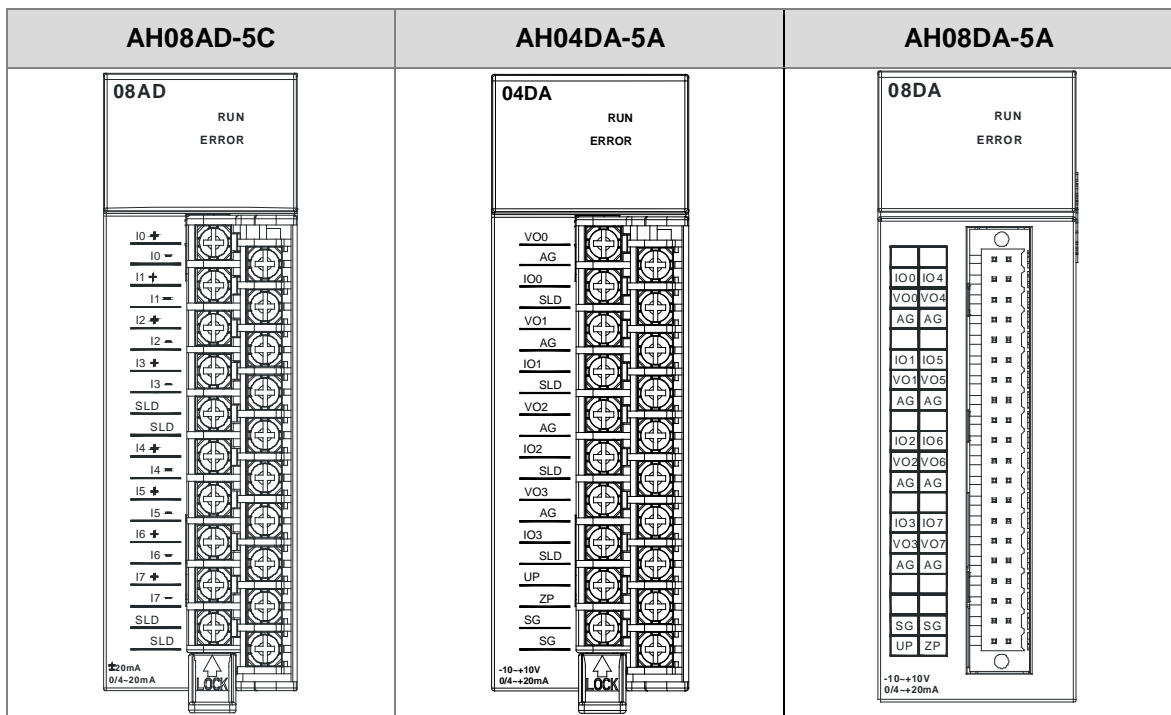 AH08AD-5C
AH04DA-5A
AH08DA-5A
08AD
RUN
ERROR
I0 +
I0 -
I1 +
I1 -
I2 +
I2 -
I3 +
I3 -
SLD
SLD
I4 +
I4 -
I5 +
I5 -
I6 +
I6 -
I7 +
I7 -
SLD
SLD
±20mA
0/4~20mA
LOCK
04DA
RUN
ERROR
VO0
AG
IO0
SLD
VO1
AG
IO1
SLD
VO2
AG
IO2
SLD
VO3
AG
IO3
SLD
UP
ZP
SG
SG
-10~+10V
0/4~+20mA
LOCK
08DA
RUN
ERROR
IO0 IO4
VO0 VO4
AG AG
IO1 IO5
VO1 VO5
AG AG
IO2 IO6
VO2 VO6
AG AG
IO3 IO7
VO3 VO7
AG AG
SG SG
UP ZP
-10~+10V
0/4~+20mA